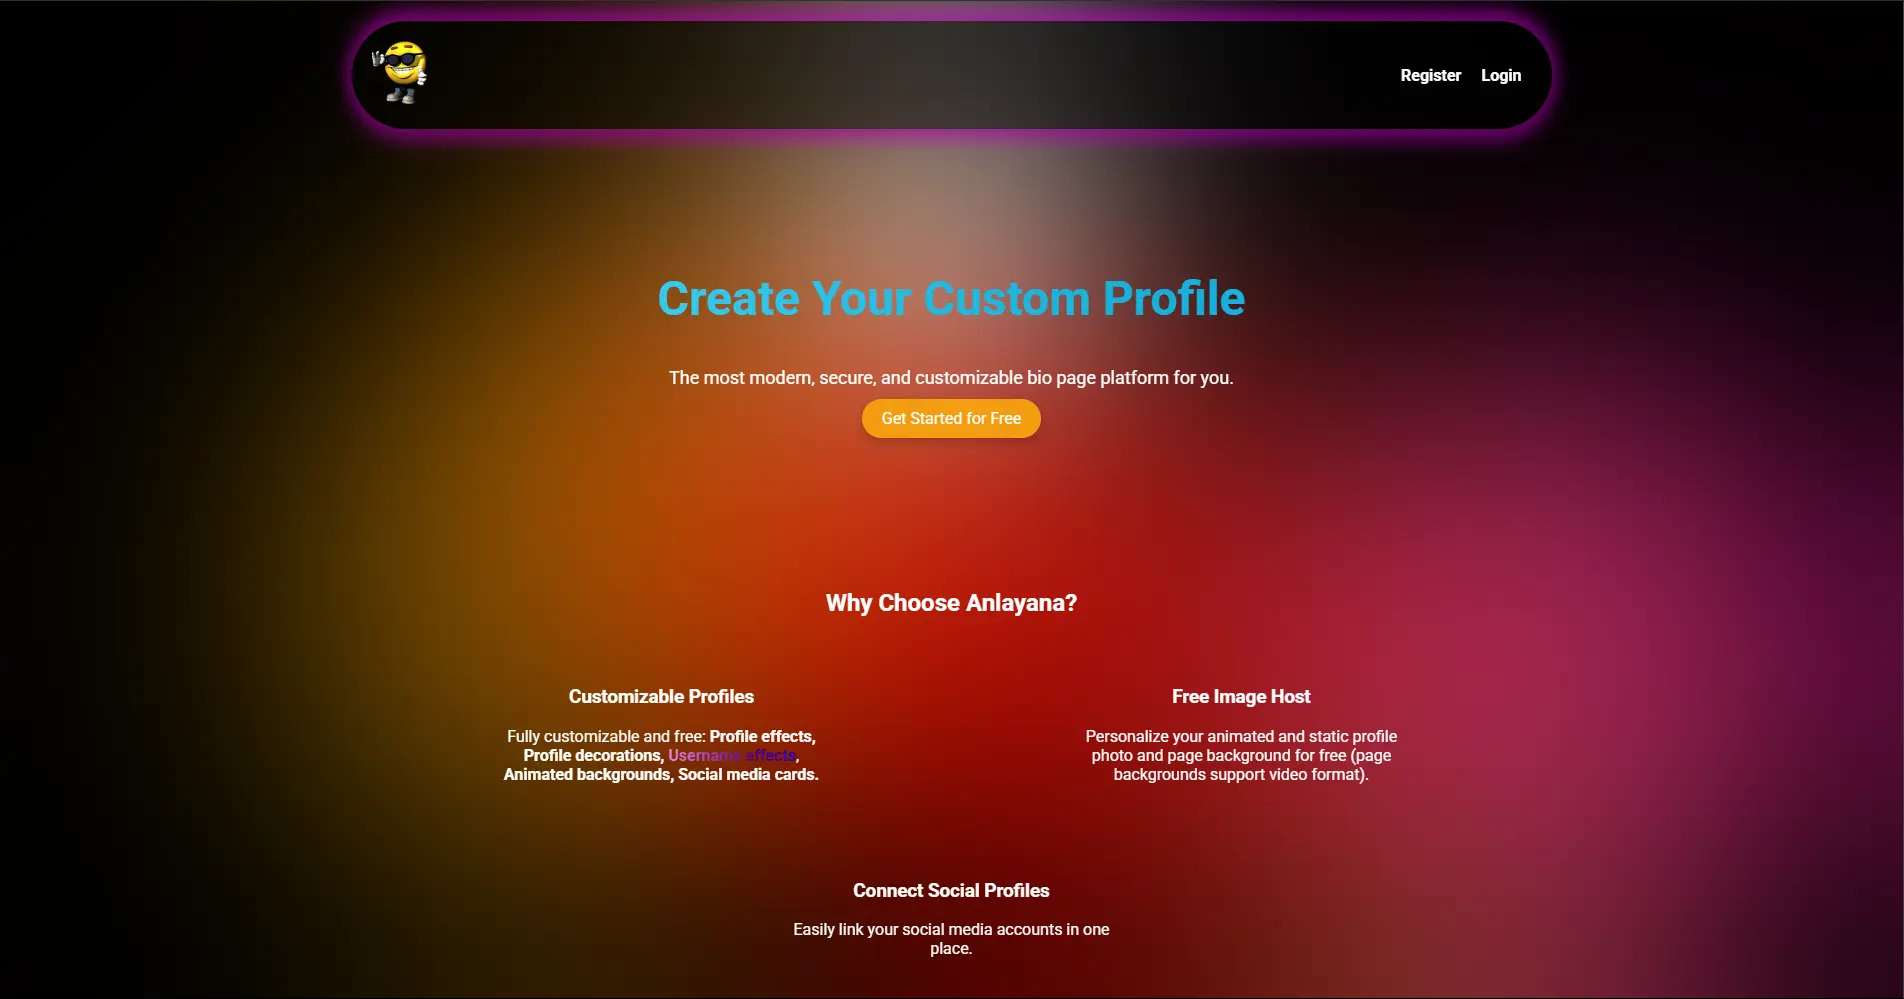 Register Login
Create Your Custom Profile
The most modern, secure, and customizable bio page platform for you.
Get Started for Free
Why Choose Anlayana?
Customizable Profiles
Fully customizable and free: Profile effects,
Profile decorations, Username effects,
Animated backgrounds, Social media cards.
Free Image Host
Personalize your animated and static profile
photo and page background for free (page
backgrounds support video format).
Connect Social Profiles
Easily link your social media accounts in one
place.